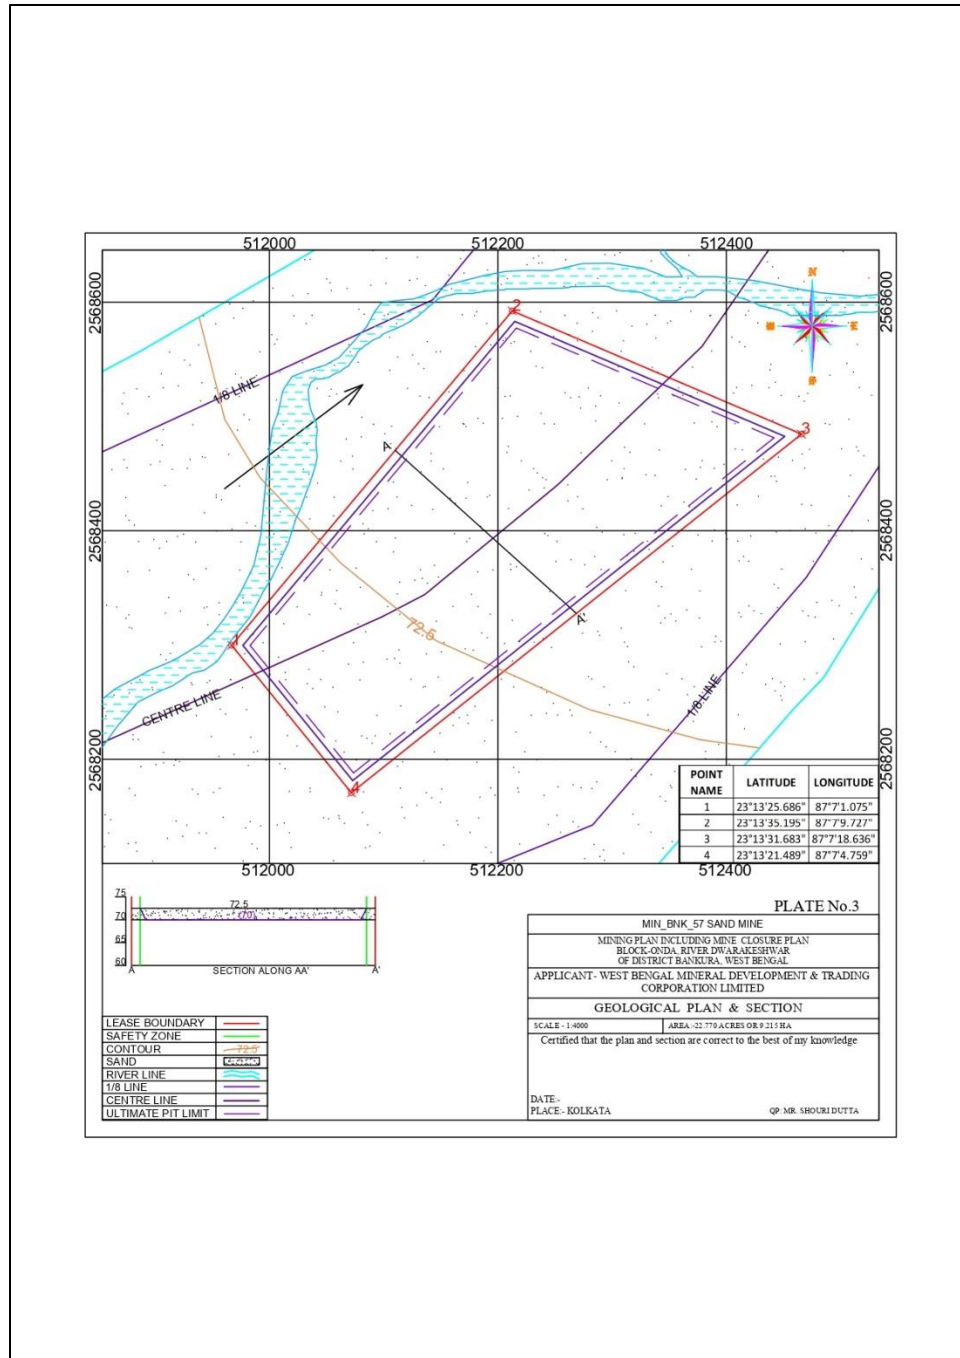 512000 512200 512400
2568600 2568600
N
W E
S
2
1/8 LINE
3
A
2568400 2568400
A'
72.5
1
1/8 LINE
CENTRE LINE
2568200 2568200
4
POINT NAME LATITUDE LONGITUDE
1 23°13'25.686" 87°7'1.075"
2 23°13'35.195" 87°7'9.727"
3 23°13'31.683" 87°7'18.636"
4 23°13'21.489" 87°7'4.759"
512000 512200 512400
75
72.5
70 (70)
65
60
A SECTION ALONG AA' A'
PLATE No.3
MIN_BNK_57 SAND MINE
MINING PLAN INCLUDING MINE CLOSURE PLAN
BLOCK-ONDA, RIVER DWARAKESHWAR
OF DISTRICT BANKURA, WEST BENGAL
APPLICANT- WEST BENGAL MINERAL DEVELOPMENT & TRADING
CORPORATION LIMITED
GEOLOGICAL PLAN & SECTION
SCALE - 1:4000 AREA :-22.770 ACRES OR 9.215 HA
Certified that the plan and section are correct to the best of my knowledge
DATE:-
PLACE:- KOLKATA QP: MR. SHOURI DUTTA
LEASE BOUNDARY
SAFETY ZONE
CONTOUR 72.5
SAND
RIVER LINE
1/8 LINE
CENTRE LINE
ULTIMATE PIT LIMIT